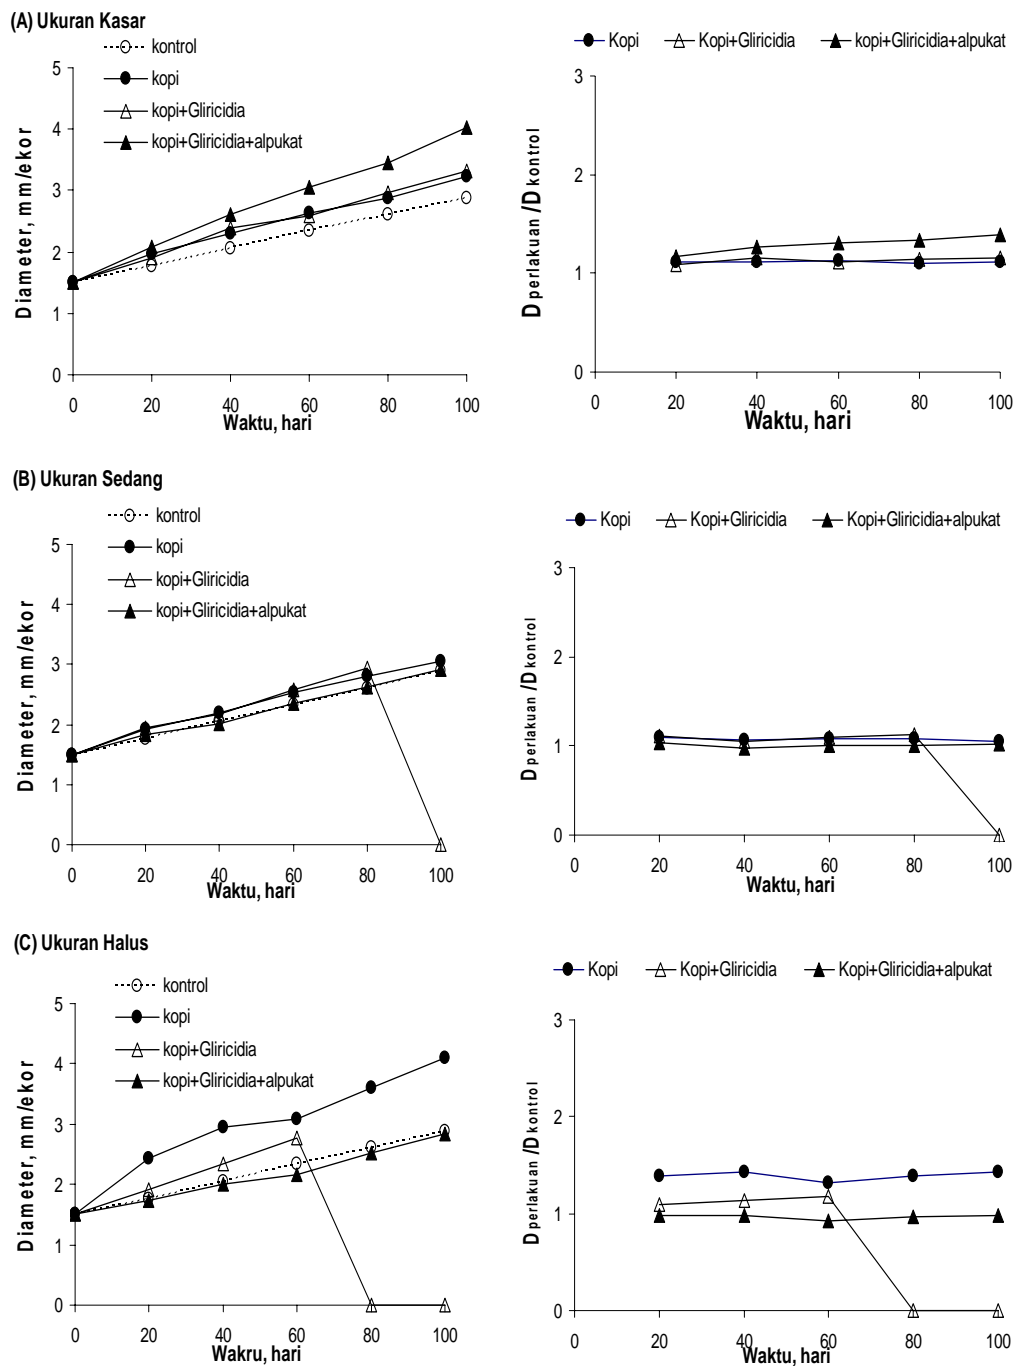 (A) Ukuran Kasar
kontrol
kopi
kopi+Gliricidia
kopi+Gliricidia+alpukat
Diameter, mm/ekor
5
4
3
2
1
0
0 20 40 60 80 100
Waktu, hari
Kopi Kopi+Gliricidia kopi+Gliricidia+alpukat
Dperlakuan /Dkontrol
3
2
1
0
0 20 40 60 80 100
Waktu, hari
(B) Ukuran Sedang
kontrol
kopi
kopi+Gliricidia
kopi+Gliricidia+alpukat
Diameter, mm/ekor
5
4
3
2
1
0
0 20 40 60 80 100
Waktu, hari
Kopi Kopi+Gliricidia Kopi+Gliricidia+alpukat
Dperlakuan /Dkontrol
3
2
1
0
0 20 40 60 80 100
Waktu, hari
(C) Ukuran Halus
kontrol
kopi
kopi+Gliricidia
kopi+Gliricidia+alpukat
Diameter, mm/ekor
5
4
3
2
1
0
0 20 40 60 80 100
Wakru, hari
Kopi Kopi+Gliricidia Kopi+Gliricidia+alpukat
Dperlakuan /Dkontrol
3
2
1
0
0 20 40 60 80 100
Waktu, hari